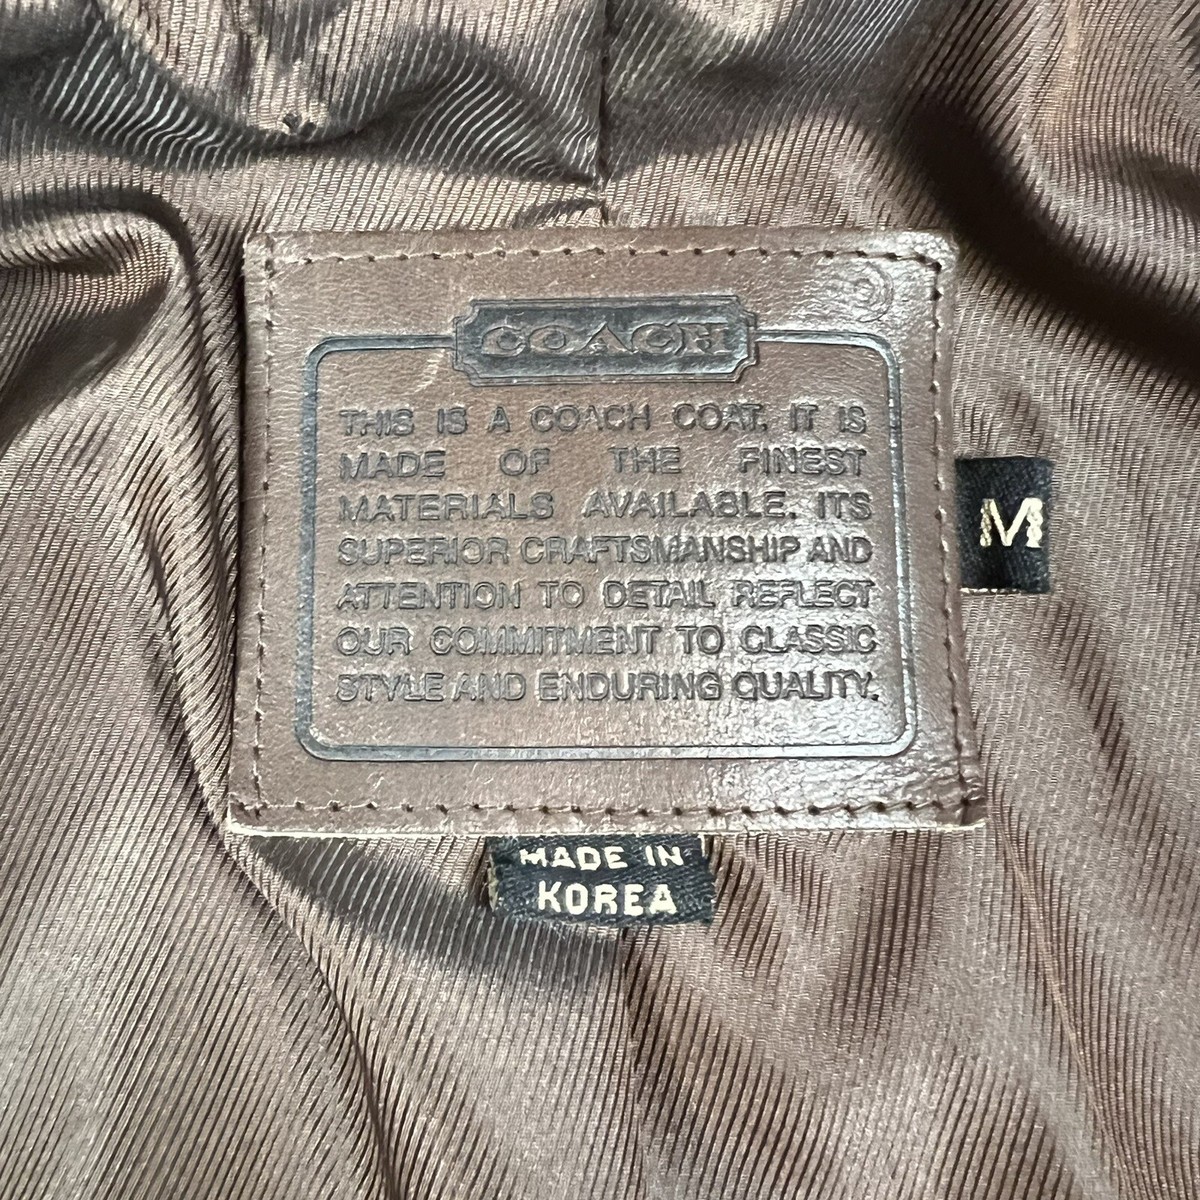 COACH
THIS IS A COACH COAT. IT IS
MADE OF THE FINEST
MATERIALS AVAILABLE. ITS
SUPERIOR CRAFTSMANSHIP AND
ATTENTION TO DETAIL REFLECT
OUR COMMITMENT TO CLASSIC
STYLE AND ENDURING QUALITY.
M
MADE IN
KOREA